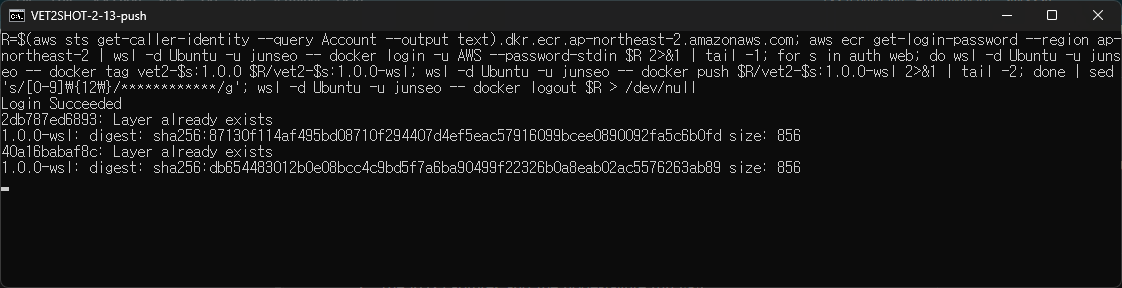 VET2SHOT-2-13-push
R=$(aws sts get-caller-identity --query Account --output text).dkr.ecr.ap-northeast-2.amazonaws.com; aws ecr get-login-password --region ap-
northeast-2 | wsl -d Ubuntu -u junseo -- docker login -u AWS --password-stdin $R 2>&1 | tail -1; for s in auth web; do wsl -d Ubuntu -u juns
eo -- docker tag vet2-$s:1.0.0 $R/vet2-$s:1.0.0-wsl; wsl -d Ubuntu -u junseo -- docker push $R/vet2-$s:1.0.0-wsl 2>&1 | tail -2; done | sed
's/[0-9]₩{12₩}/************/g'; wsl -d Ubuntu -u junseo -- docker logout $R > /dev/null
Login Succeeded
2db787ed6893: Layer already exists
1.0.0-wsl: digest: sha256:87130f114af495bd08710f294407d4ef5eac57916099bcee0890092fa5c6b0fd size: 856
40a16babaf8c: Layer already exists
1.0.0-wsl: digest: sha256:db654483012b0e08bcc4c9bd5f7a6ba90499f22326b0a8eab02ac5576263ab89 size: 856